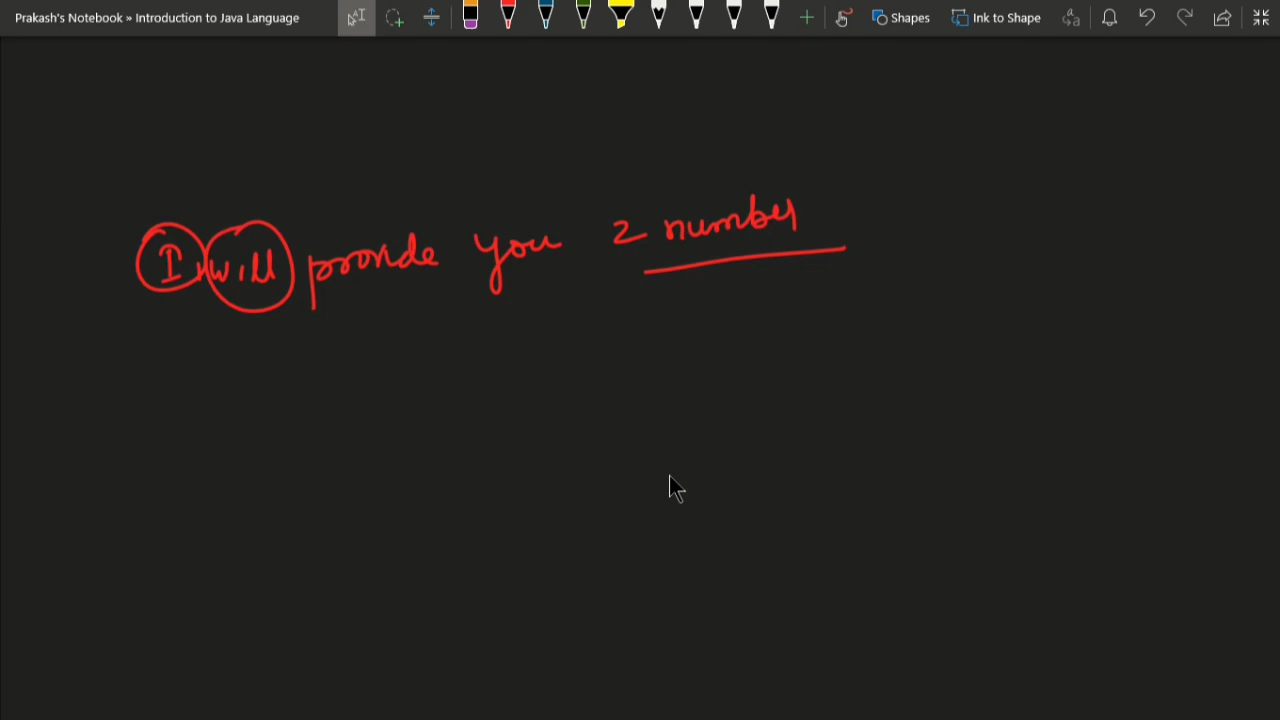 Prakash's Notebook » Introduction to Java Language
Shapes
Ink to Shape
I will provide you 2 number